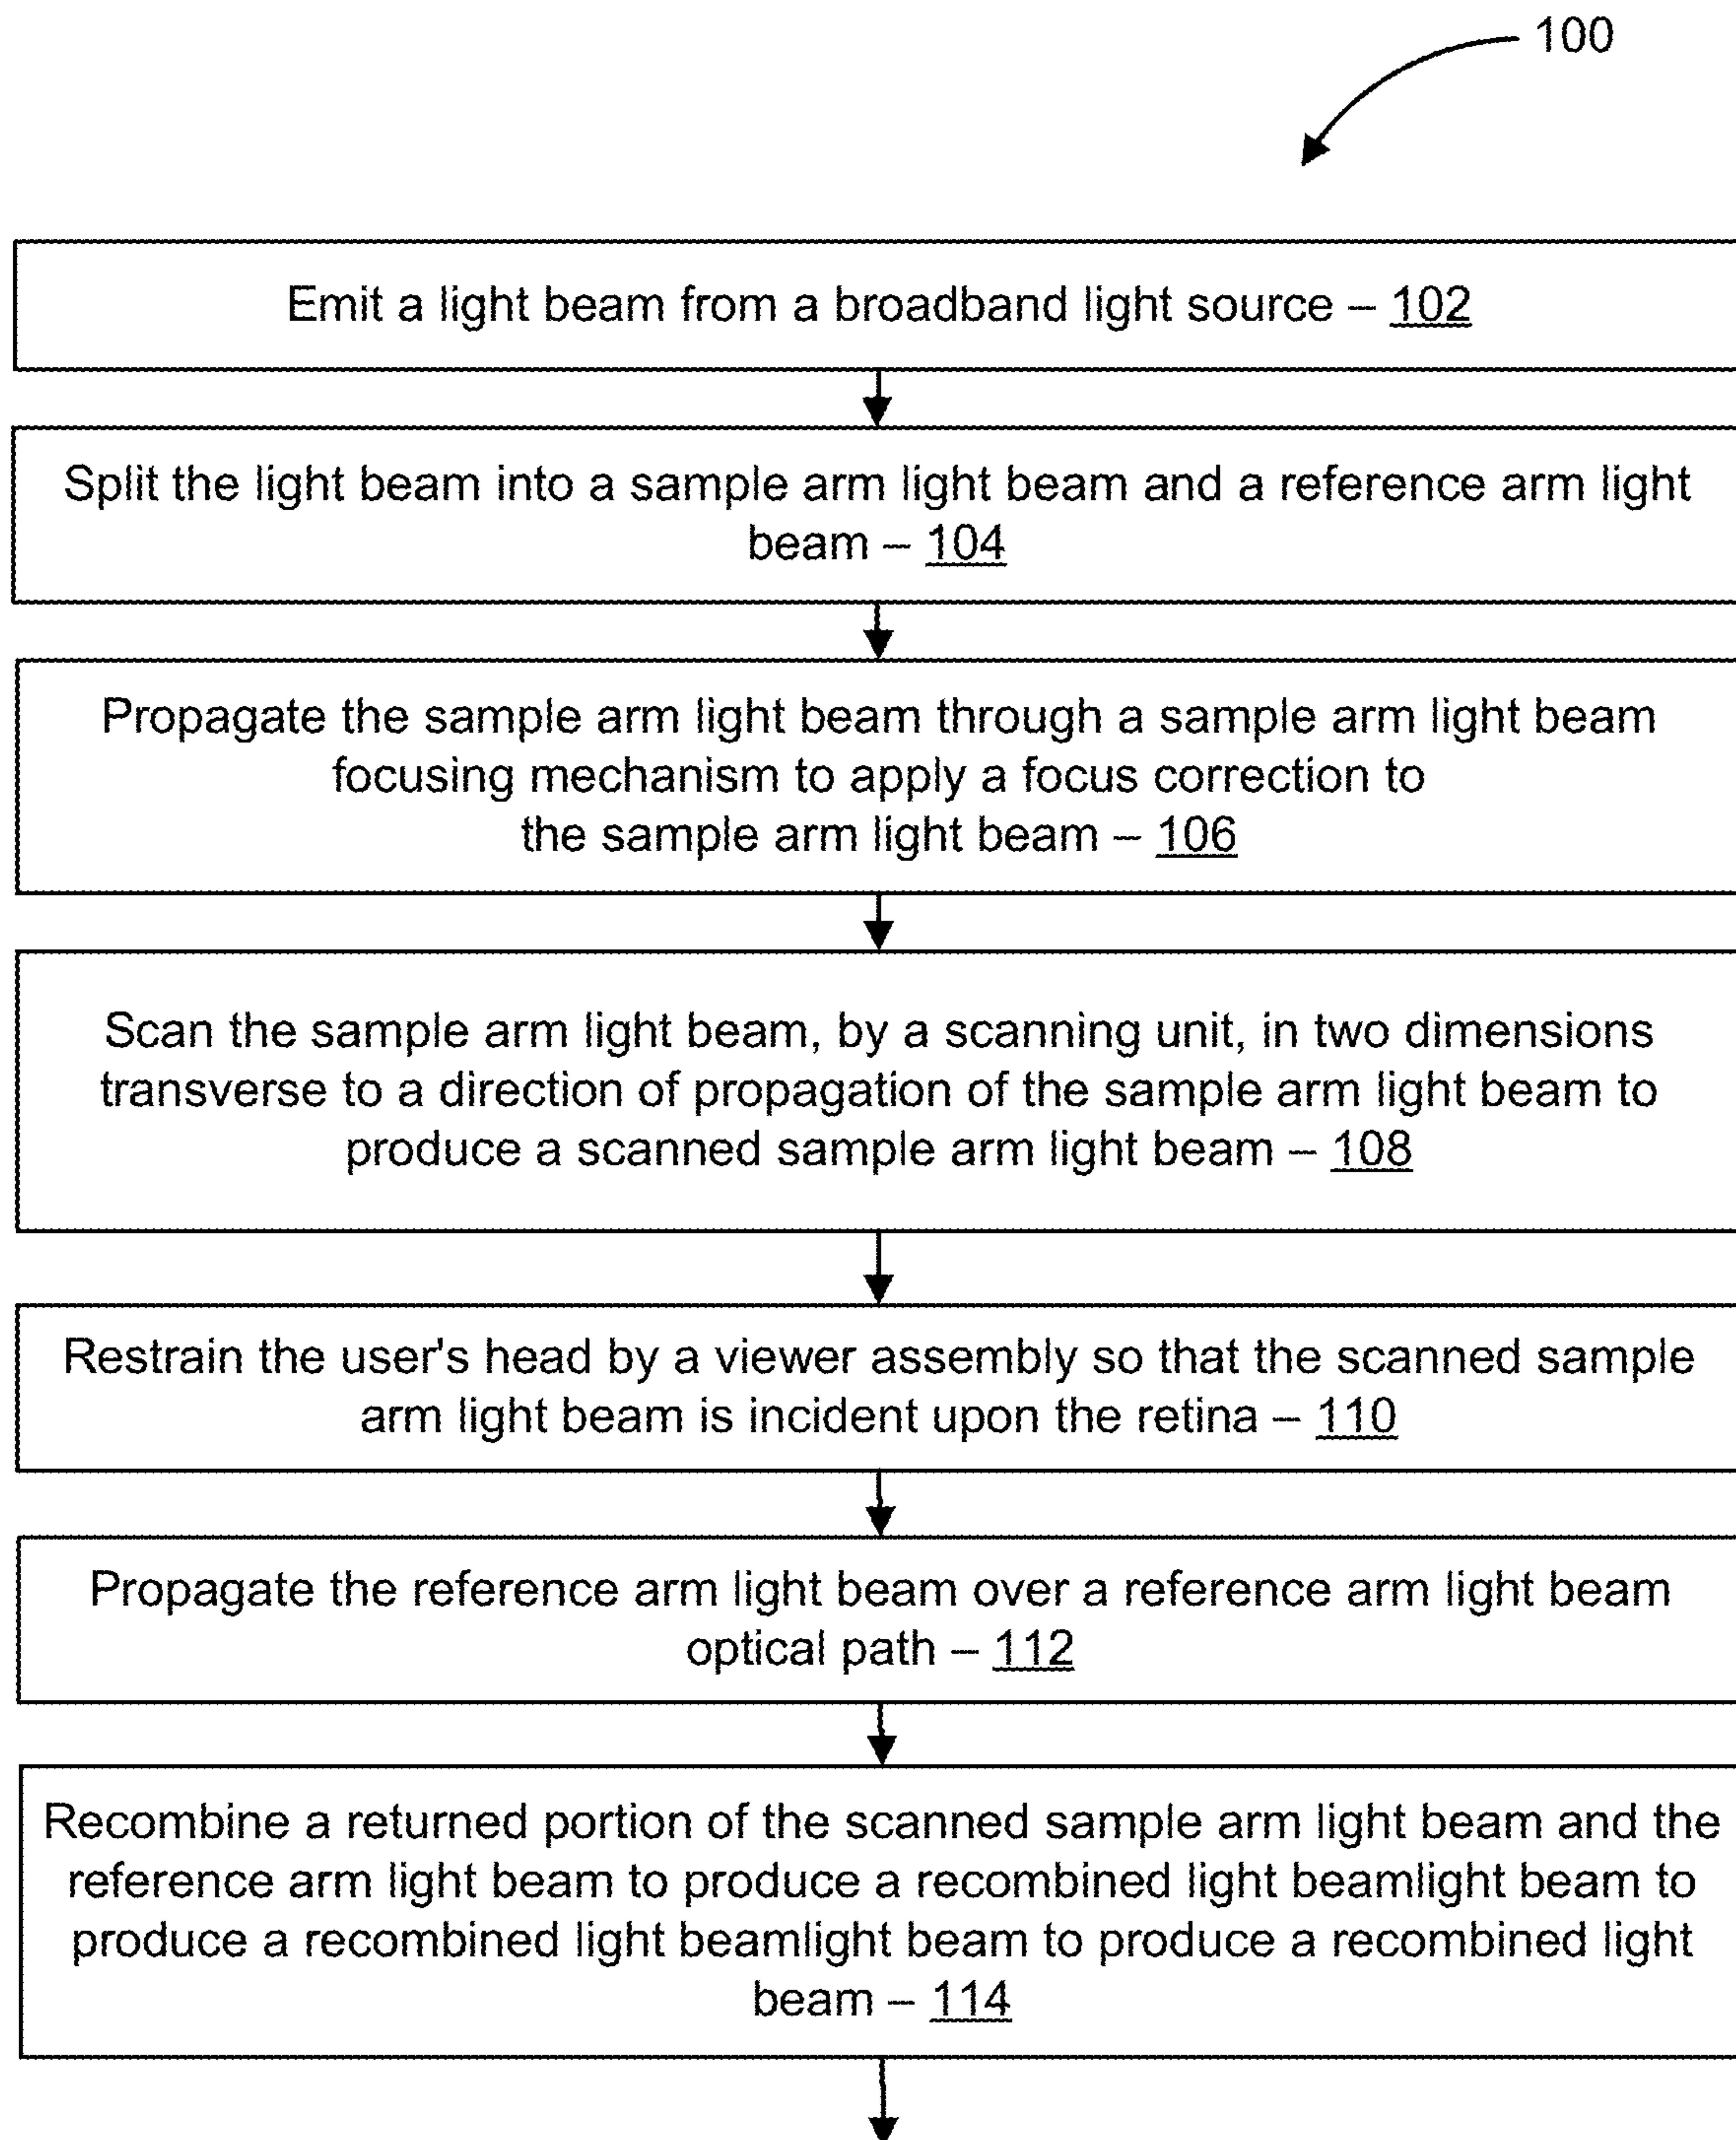 100
Emit a light beam from a broadband light source – 102
Split the light beam into a sample arm light beam and a reference arm light
beam – 104
Propagate the sample arm light beam through a sample arm light beam
focusing mechanism to apply a focus correction to
the sample arm light beam – 106
Scan the sample arm light beam, by a scanning unit, in two dimensions
transverse to a direction of propagation of the sample arm light beam to
produce a scanned sample arm light beam – 108
Restrain the user's head by a viewer assembly so that the scanned sample
arm light beam is incident upon the retina – 110
Propagate the reference arm light beam over a reference arm light beam
optical path – 112
Recombine a returned portion of the scanned sample arm light beam and the
reference arm light beam to produce a recombined light beamlight beam to
produce a recombined light beamlight beam to produce a recombined light
beam – 114